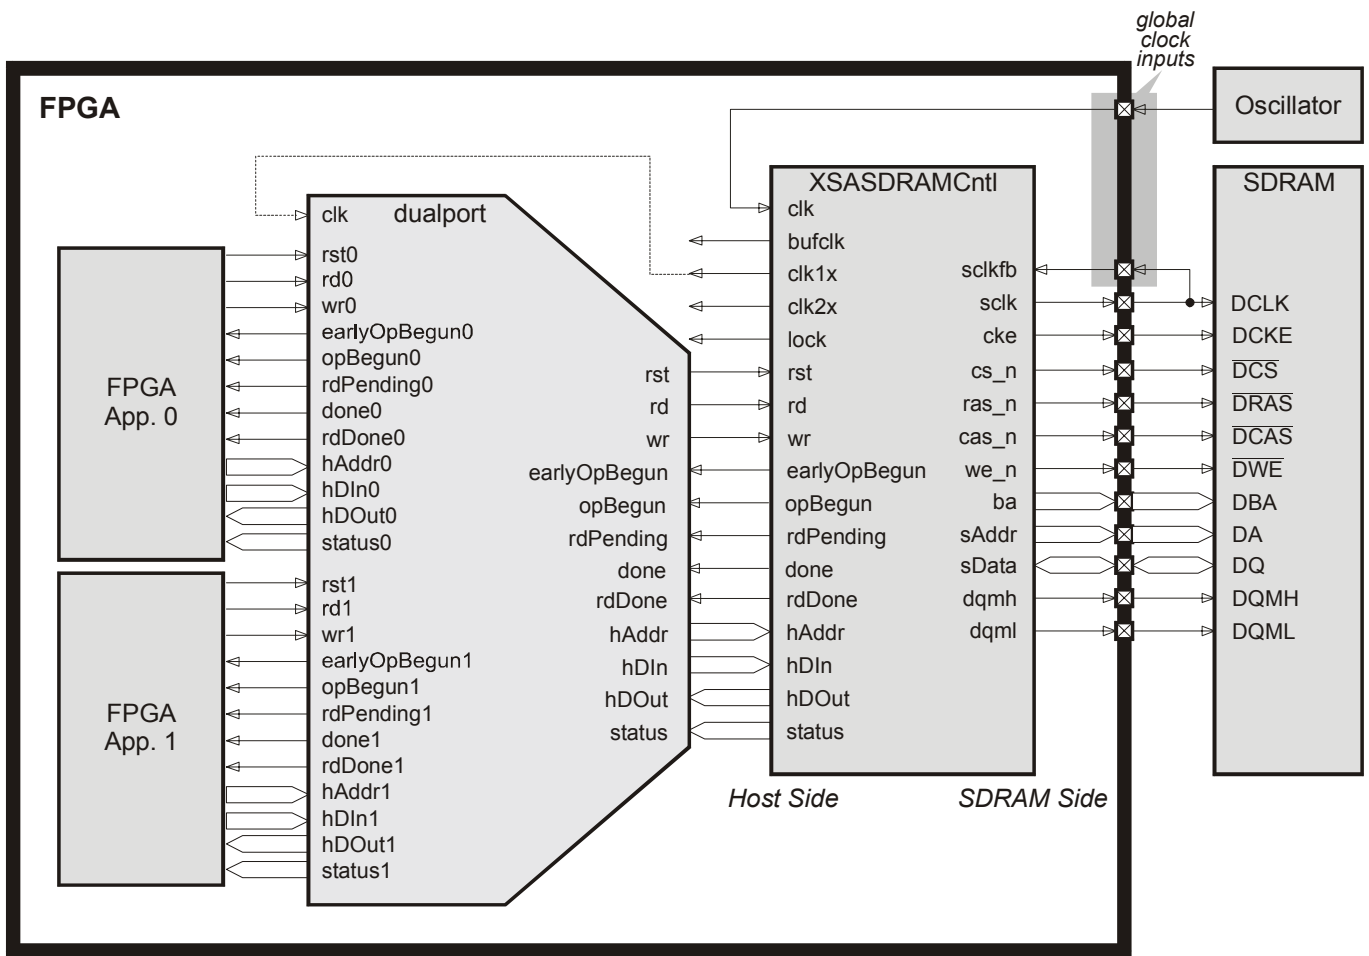 global
clock
inputs
FPGA
Oscillator
XSASDRAMCntl
SDRAM
dualport
clk
rst0
rd0
wr0
earlyOpBegun0
opBegun0
rdPending0
done0
rdDone0
hAddr0
hDIn0
hDOut0
status0
rst1
rd1
wr1
earlyOpBegun1
opBegun1
rdPending1
done1
rdDone1
hAddr1
hDIn1
hDOut1
status1
FPGA
App. 0
FPGA
App. 1
rst
rd
wr
earlyOpBegun
opBegun
rdPending
done
rdDone
hAddr
hDIn
hDOut
status
clk
bufclk
clk1x
clk2x
lock
rst
rd
wr
earlyOpBegun
opBegun
rdPending
done
rdDone
hAddr
hDIn
hDOut
status
sclkfb
sclk
cke
cs_n
ras_n
cas_n
we_n
ba
sAddr
sData
dqmh
dqml
DCLK
DCKE
DCS
DRAS
DCAS
DWE
DBA
DA
DQ
DQMH
DQML
Host Side
SDRAM Side